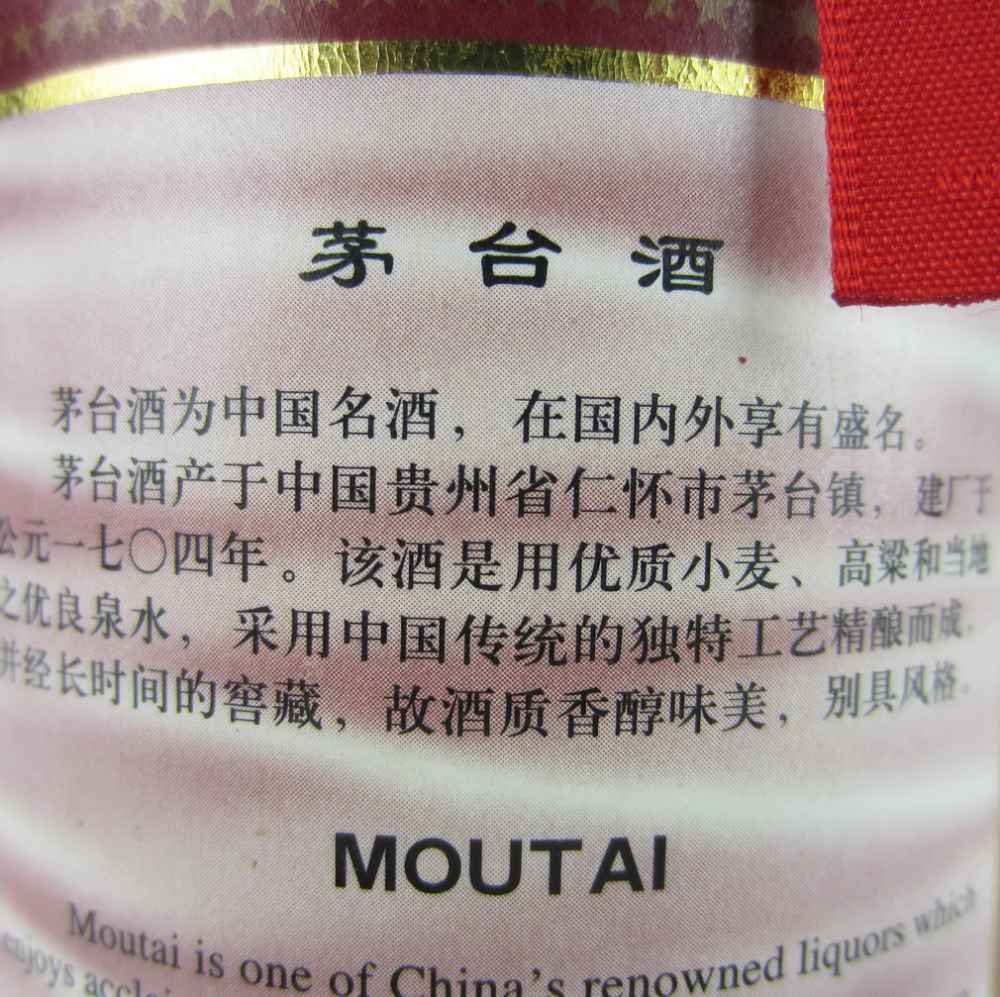 茅台酒
茅台酒为中国名酒，在国内外享有盛名。
茅台酒产于中国贵州省仁怀市茅台镇，建厂于
公元一七〇四年。该酒是用优质小麦、高粱和当地
之优良泉水，采用中国传统的独特工艺精酿而成，
并经长时间的窖藏，故酒质香醇味美，别具风格。
MOUTAI
Moutai is one of China's renowned liquors which
enjoys